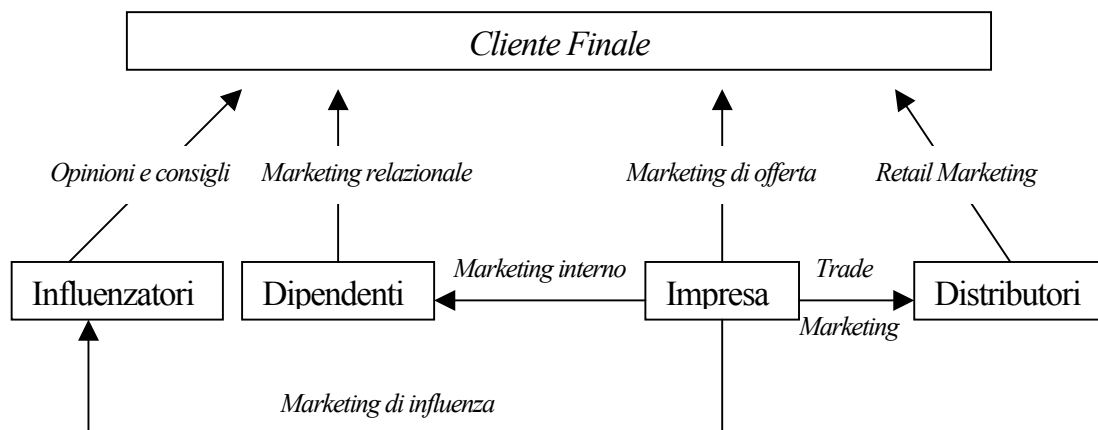 Cliente Finale
Opinioni e consigli
Marketing relazionale
Marketing di offerta
Retail Marketing
Influenzatori
Dipendenti
Marketing interno
Impresa
Trade
Marketing
Distributori
Marketing di influenza